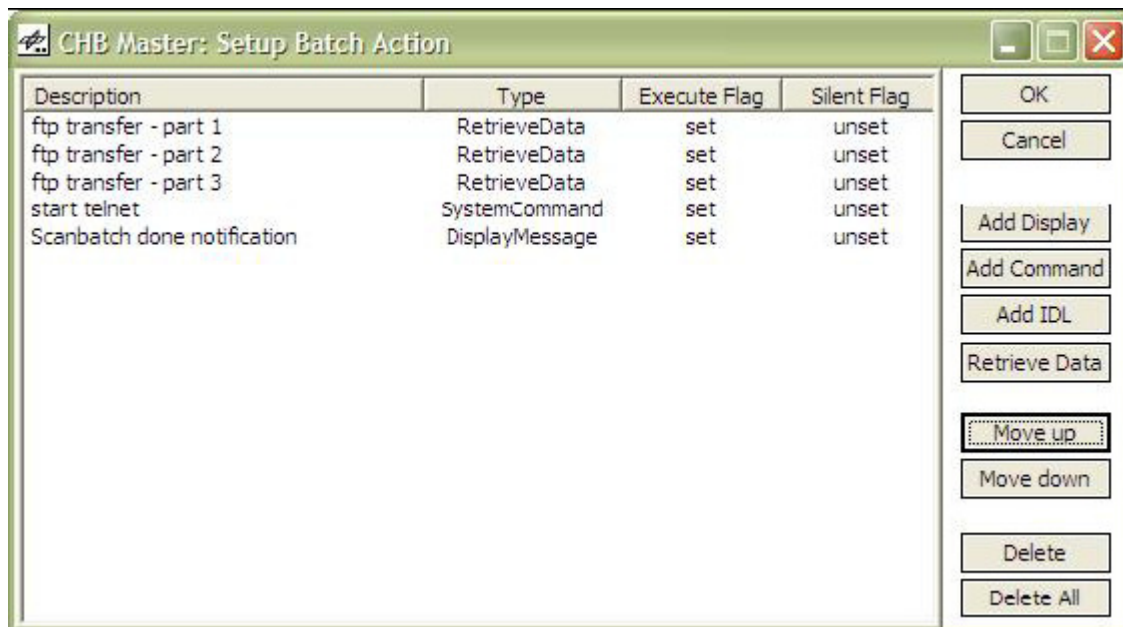 CHB Master: Setup Batch Action
Description Type Execute Flag Silent Flag
ftp transfer - part 1 RetrieveData set unset
ftp transfer - part 2 RetrieveData set unset
ftp transfer - part 3 RetrieveData set unset
start telnet SystemCommand set unset
Scanbatch done notification DisplayMessage set unset
OK
Cancel
Add Display
Add Command
Add IDL
Retrieve Data
Move up
Move down
Delete
Delete All